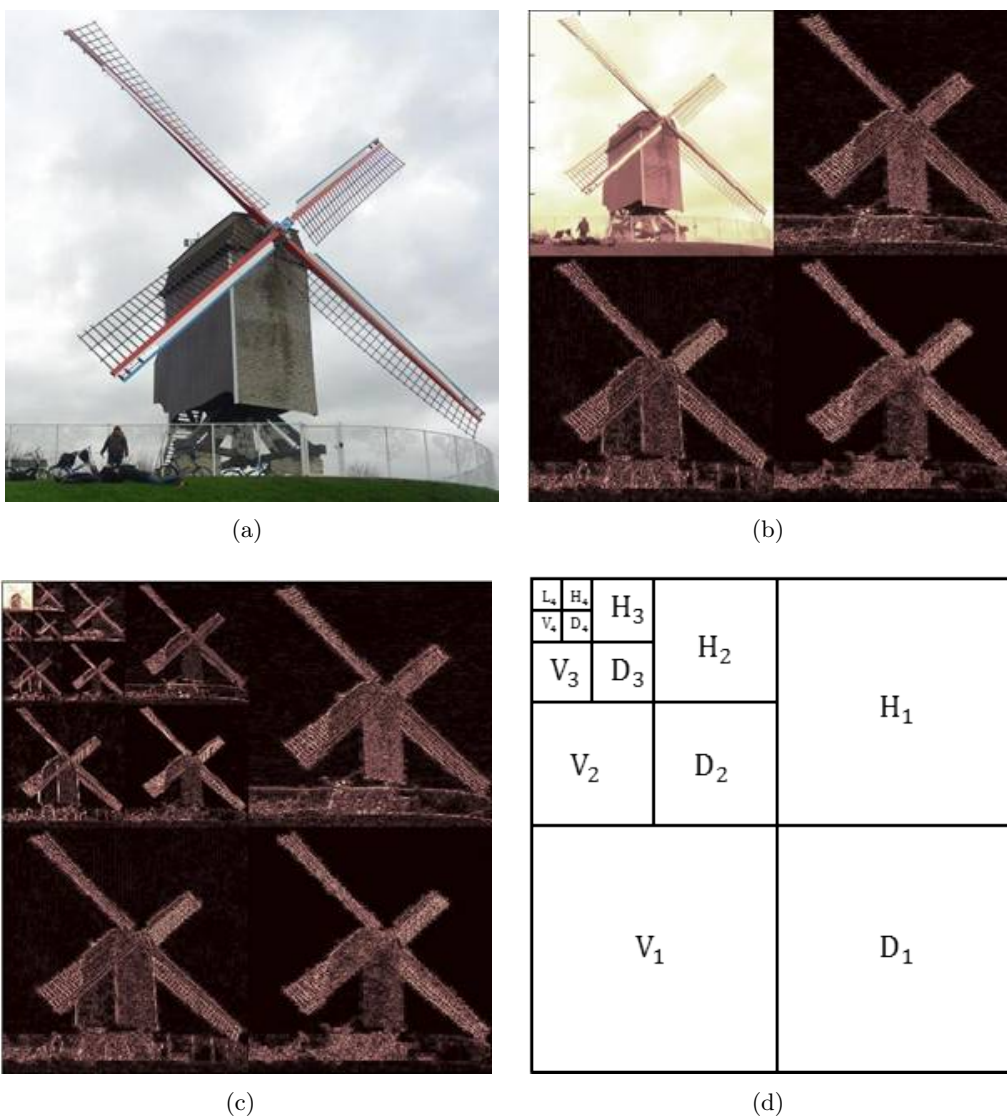 (a)
(b)
L₄ H₄
V₄ D₄
H₃
V₃ D₃
H₂
V₂ D₂
H₁
V₁ D₁
(c)
(d)